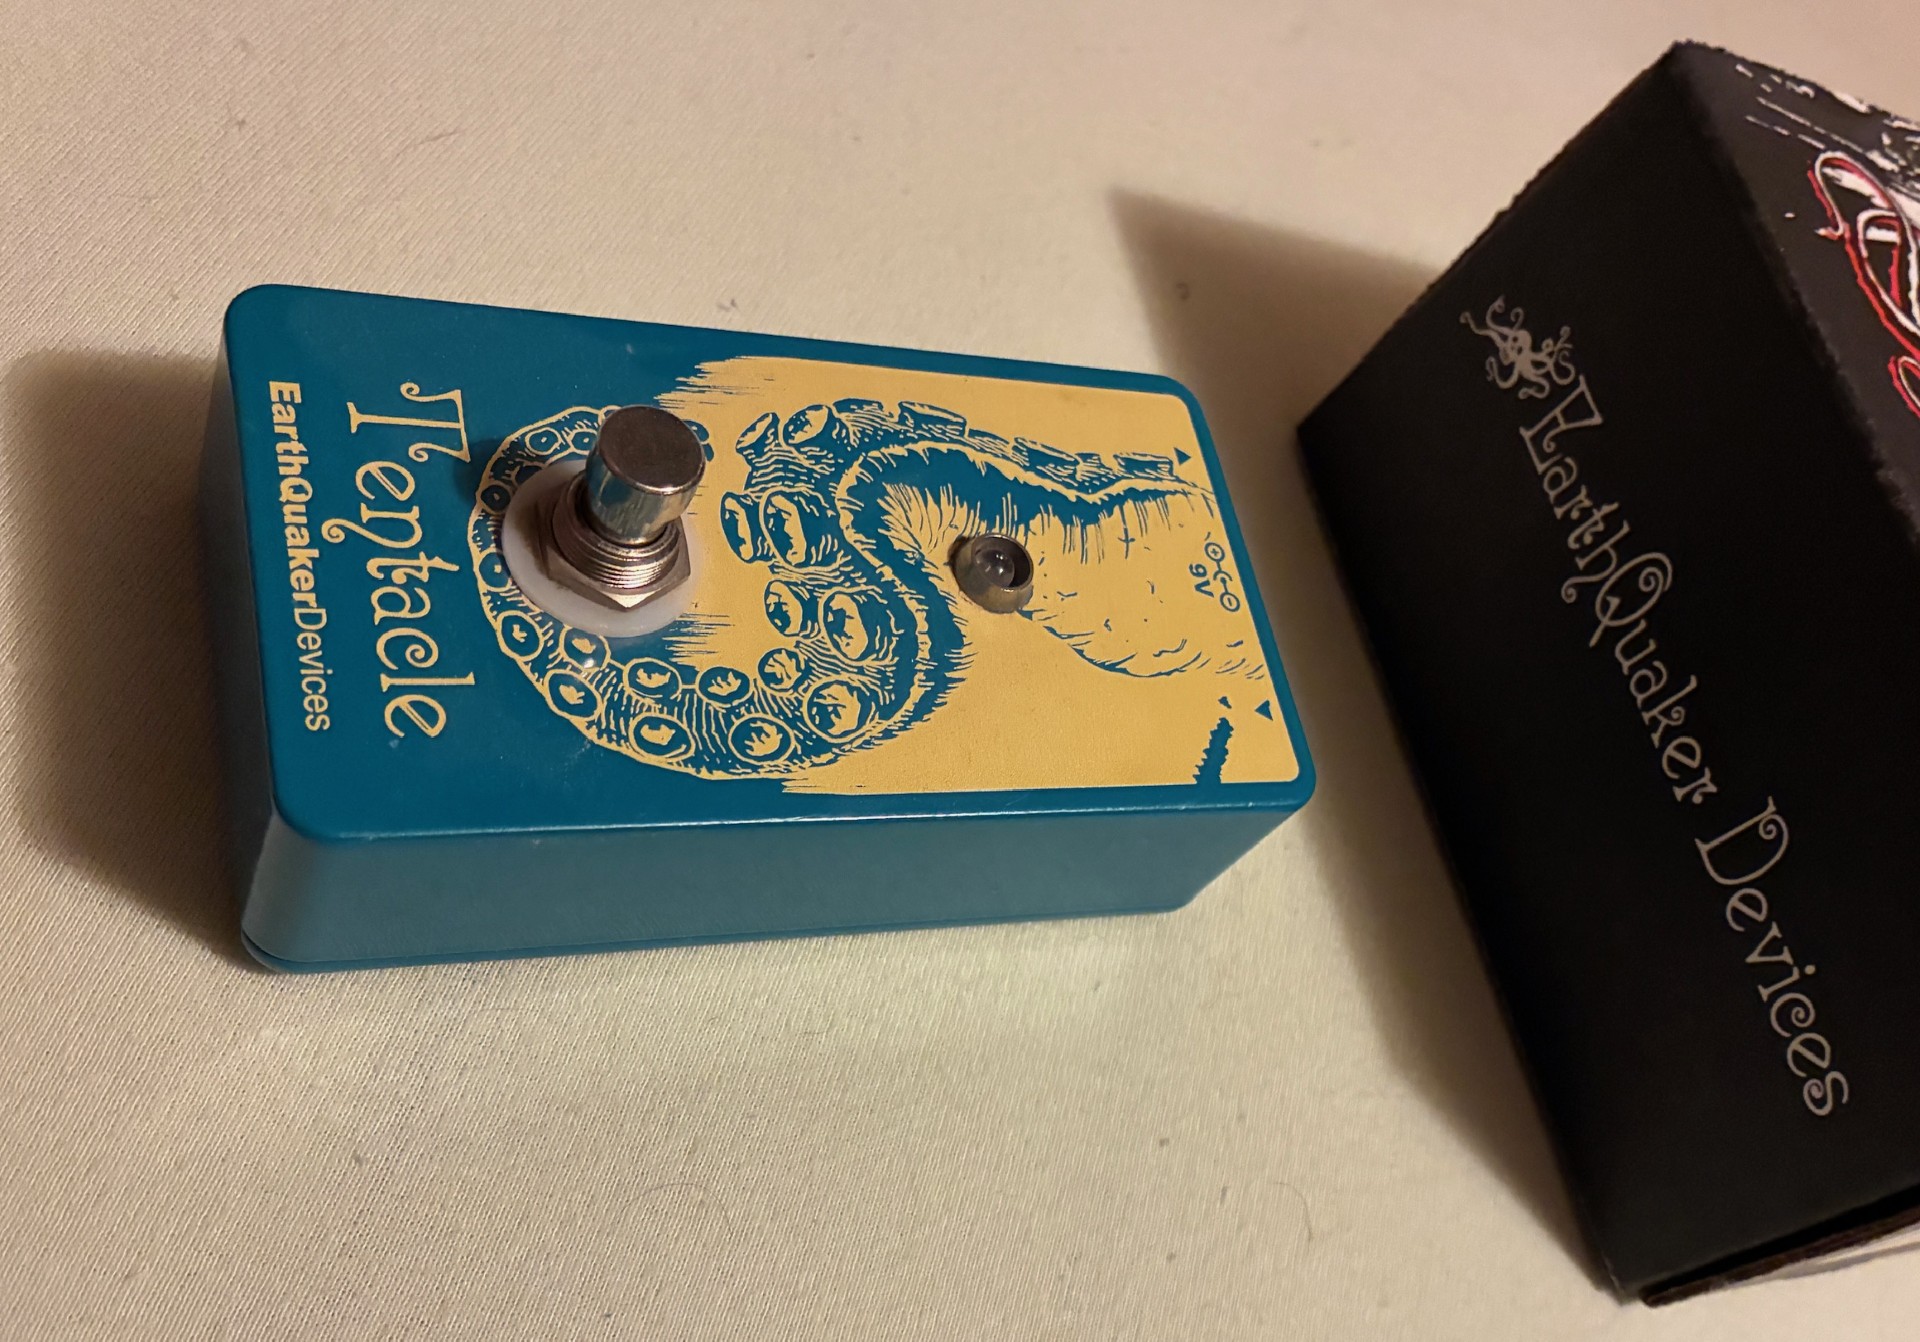 9V
Tentacle
EarthQuakerDevices
EarthQuaker Devices